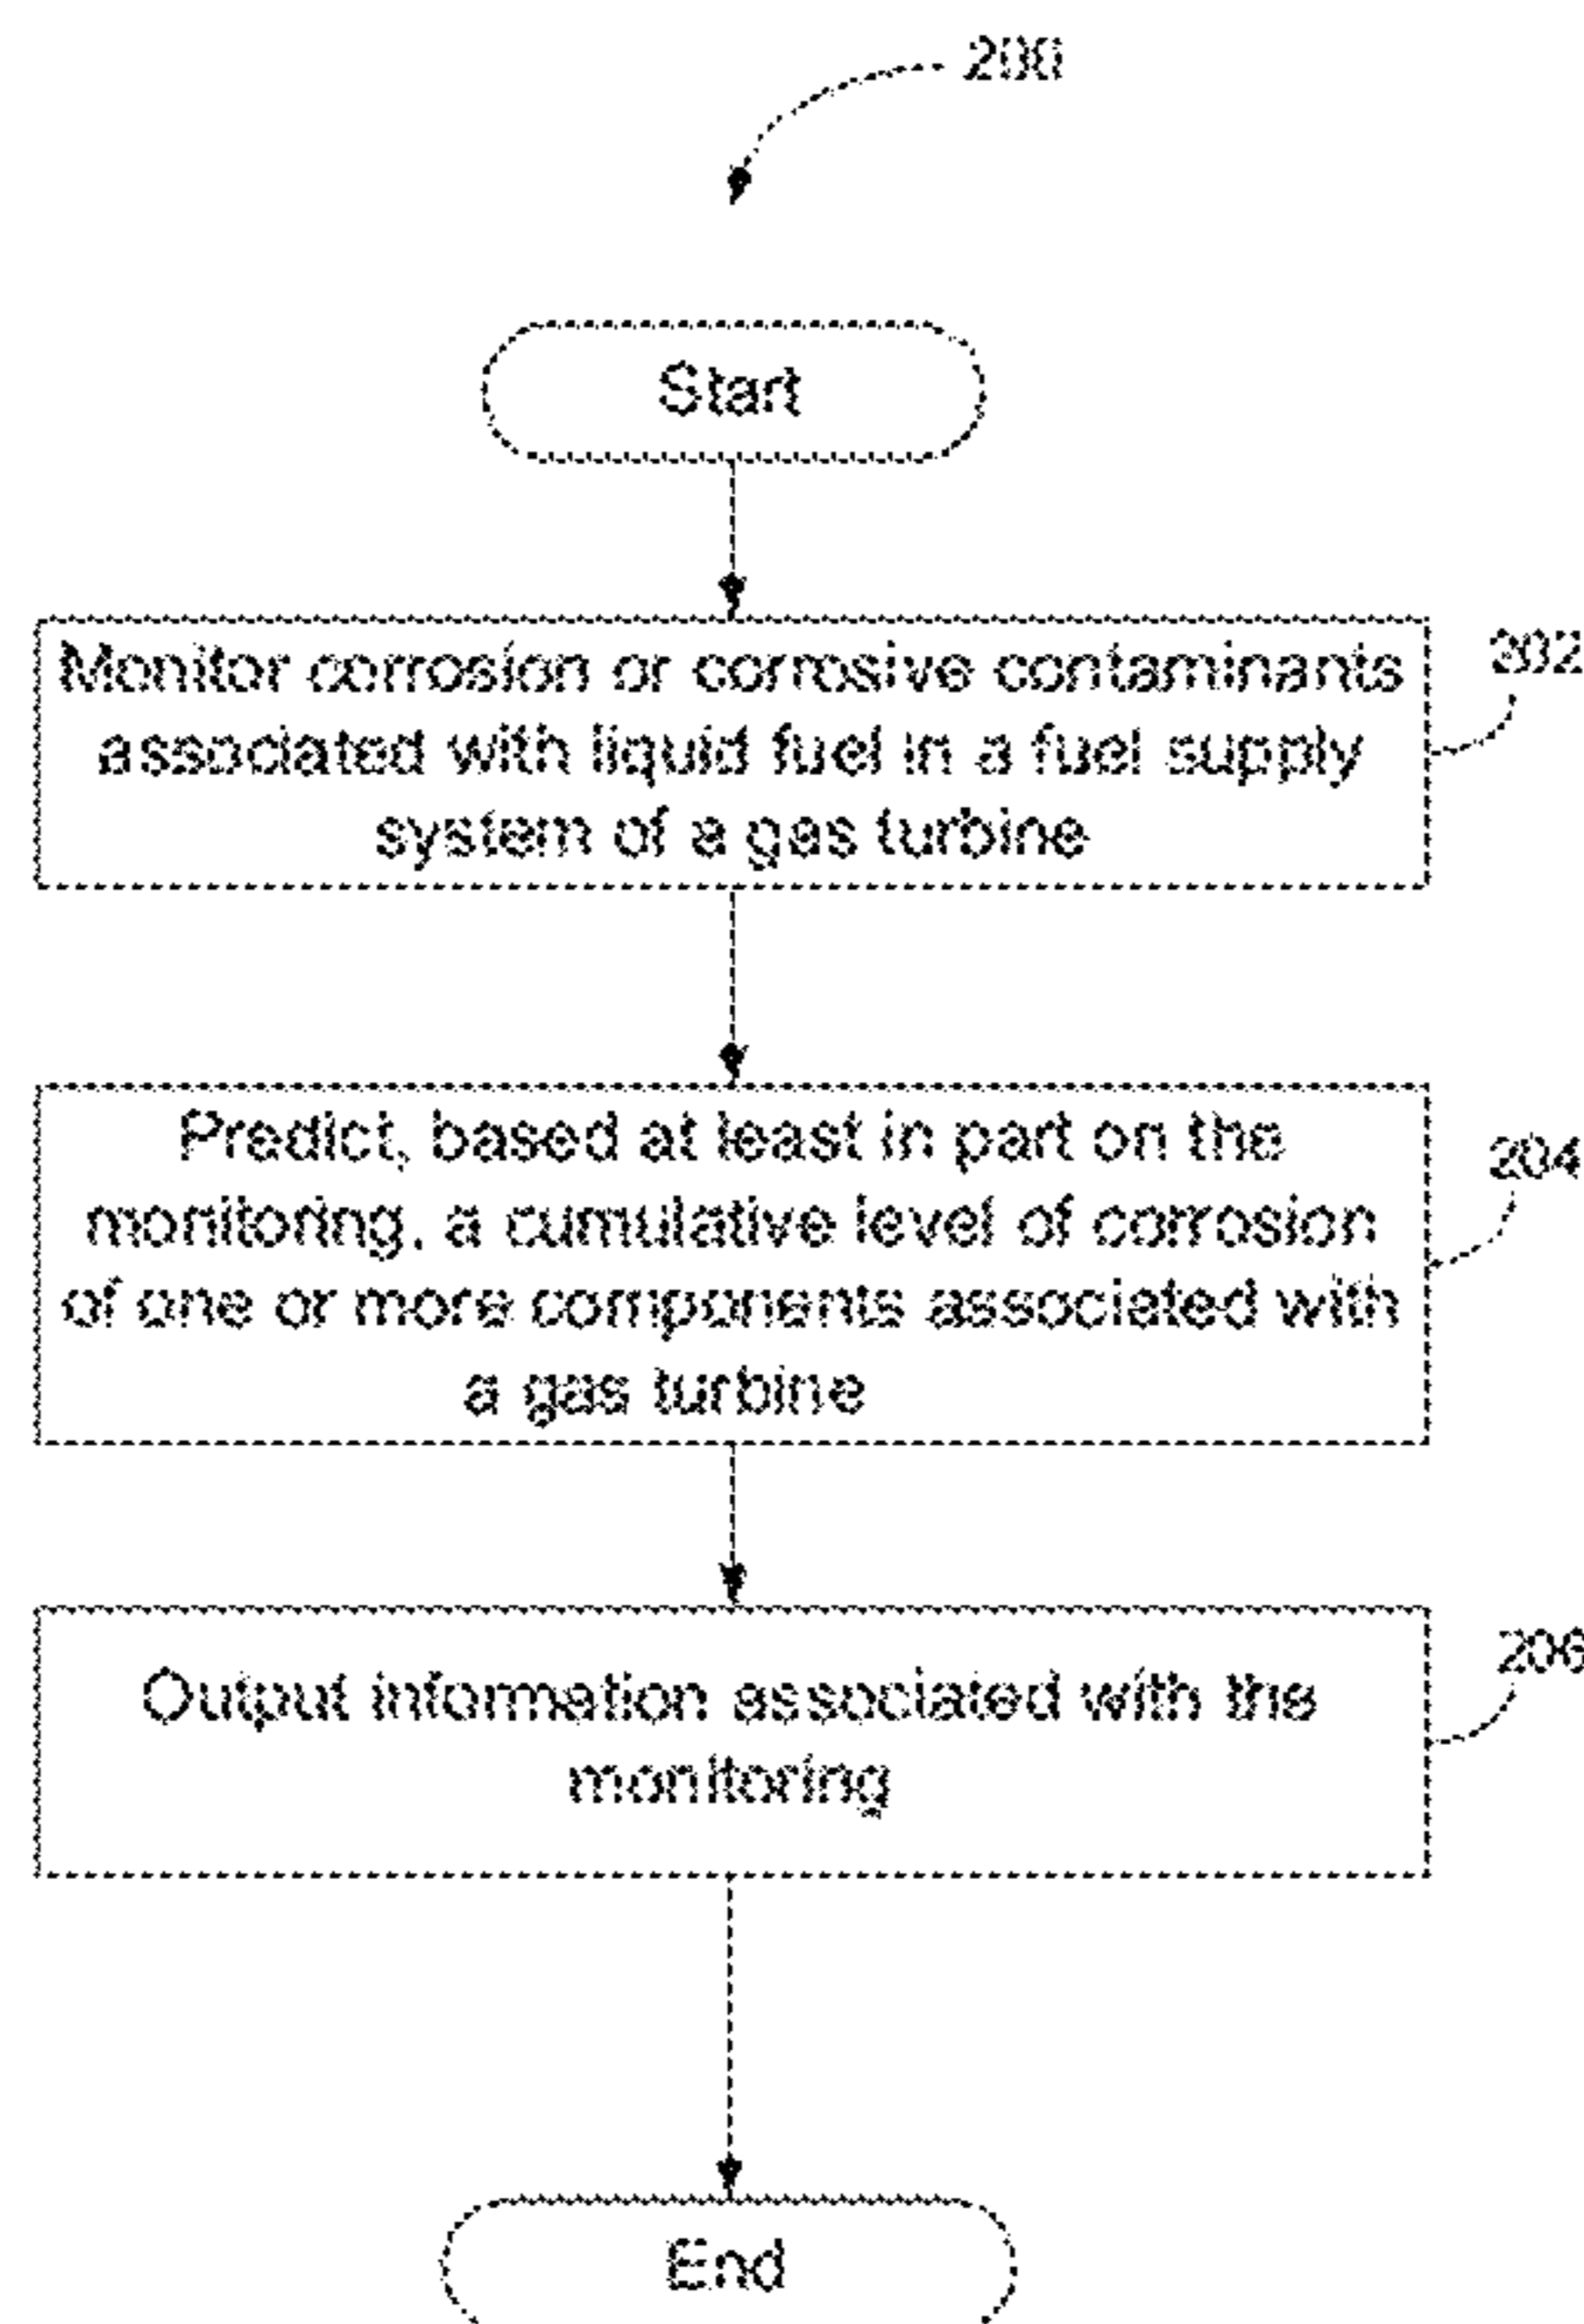 200
Start
Monitor corrosion or corrosive contaminants
associated with liquid fuel in a fuel supply
system of a gas turbine
202
Predict, based at least in part on the
monitoring, a cumulative level of corrosion
of one or more components associated with
a gas turbine
204
Output information associated with the
monitoring
206
End